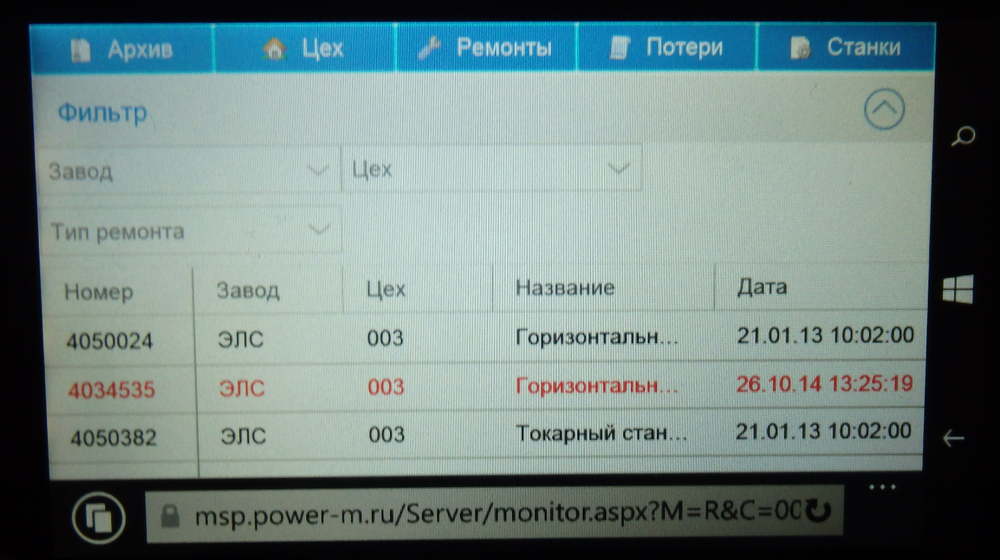 Архив Цех Ремонты Потери Станки
Фильтр
Завод Цех
Тип ремонта
Номер Завод Цех Название Дата
4050024 ЭЛС 003 Горизонтальн... 21.01.13 10:02:00
4034535 ЭЛС 003 Горизонтальн... 26.10.14 13:25:19
4050382 ЭЛС 003 Токарный стан... 21.01.13 10:02:00
msp.power-m.ru/Server/monitor.aspx?M=R&C=00